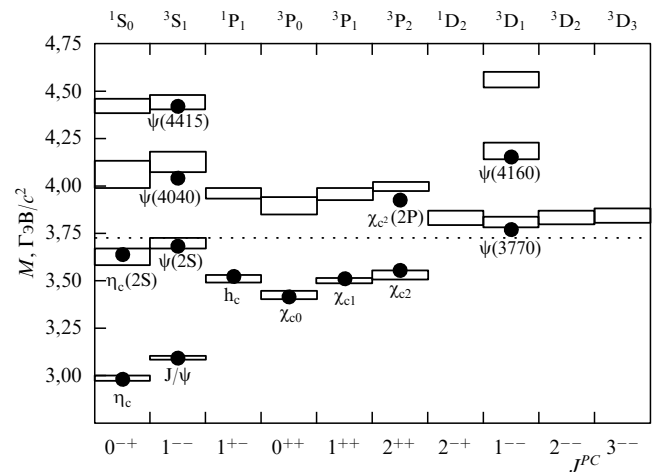 ¹S₀ ³S₁ ¹P₁ ³P₀ ³P₁ ³P₂ ¹D₂ ³D₁ ³D₂ ³D₃
4,75
4,50
ψ(4415)
4,25
ψ(4160)
ψ(4040)
4,00
χc²(2P)
3,75
ψ(3770)
ψ(2S)
ηc(2S)
3,50
hc
χc0
χc1
χc2
3,25
J/ψ
3,00
ηc
M, ГэВ/c²
0⁻⁺ 1⁻⁻ 1⁺⁻ 0⁺⁺ 1⁺⁺ 2⁺⁺ 2⁻⁺ 1⁻⁻ 2⁻⁻ 3⁻⁻
Jᴾᶜ